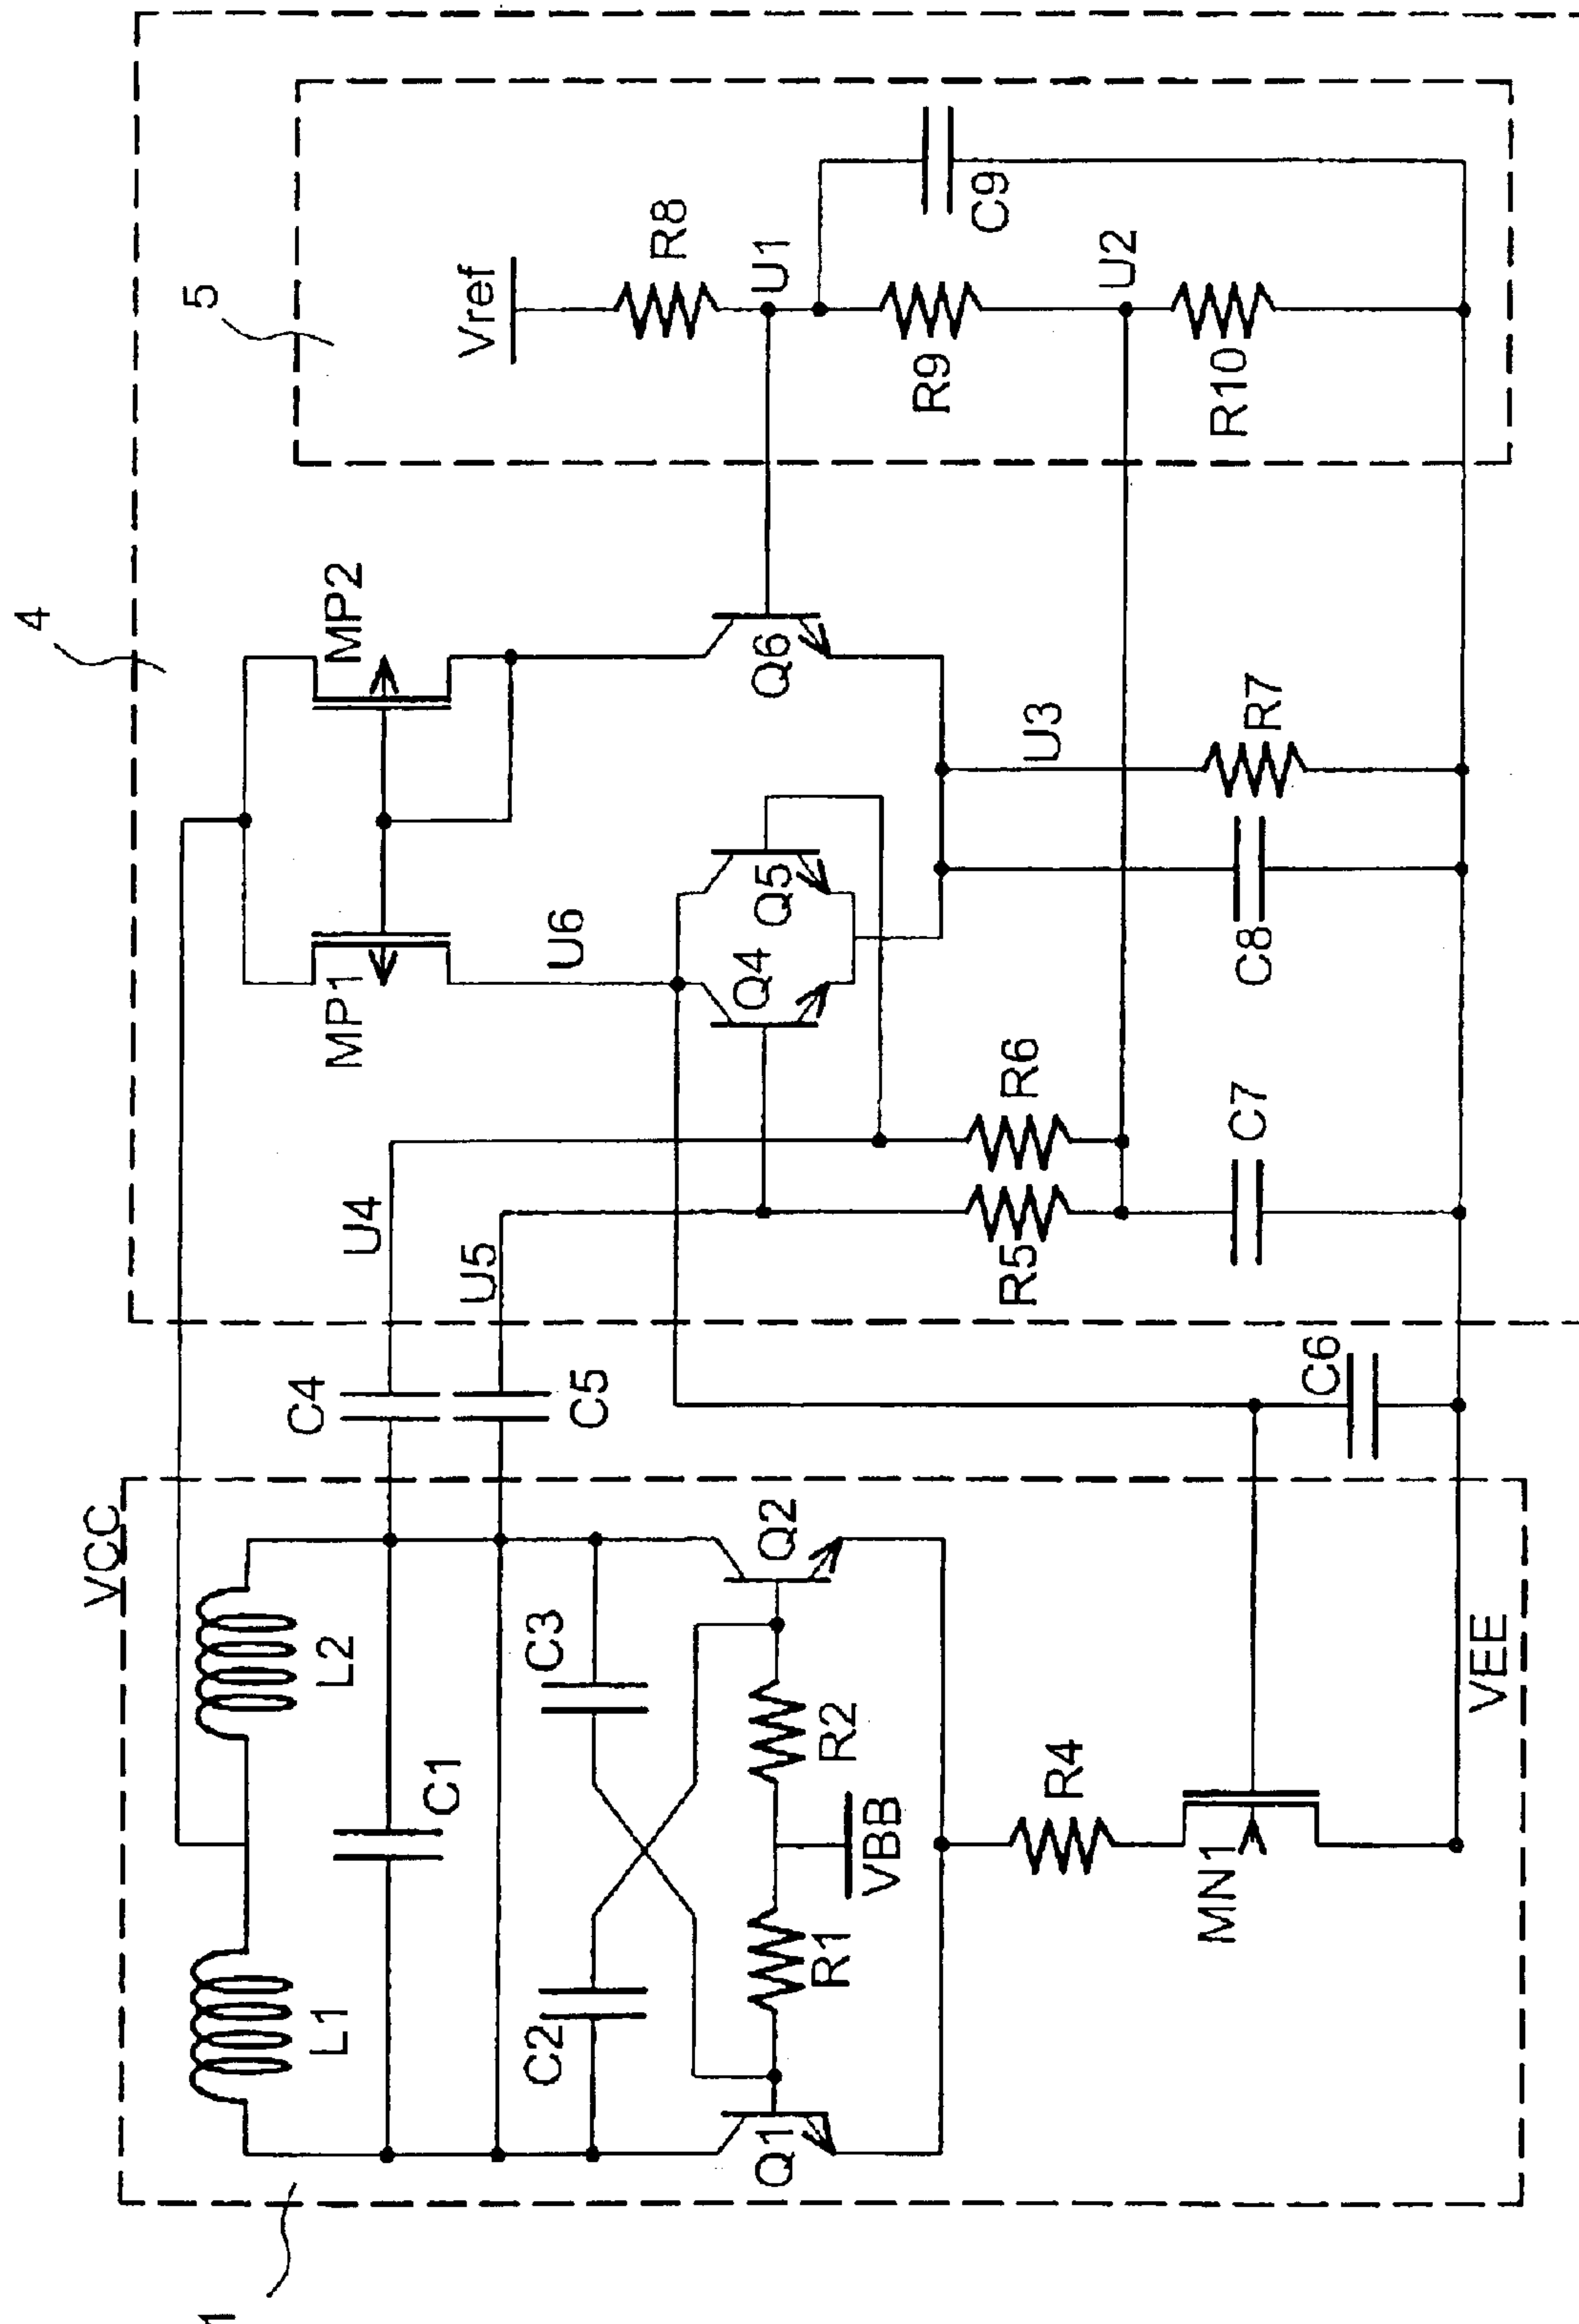 1
VCC
L1
L2
C1
C2
C3
Q1
Q2
R1
R2
VBB
R4
MN1
VEE
C4
C5
C6
4
U4
U5
MP1
MP2
U6
Q4
Q5
Q6
R5
R6
U3
C7
C8
R7
5
Vref
R8
U1
R9
C9
U2
R10